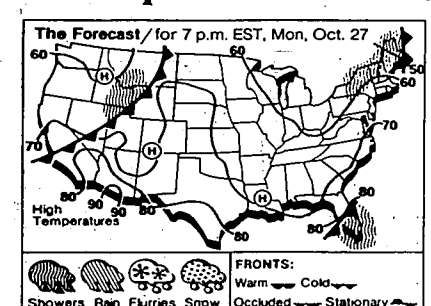 The Forecast / for 7 p.m. EST, Mon, Oct. 27
60
60
50
60
H
70
70
H
H
80
80
90
90
80
80
80
80
High
Temperatures
FRONTS:
Warm Cold
Showers Rain Flurries Snow
Occluded Stationary